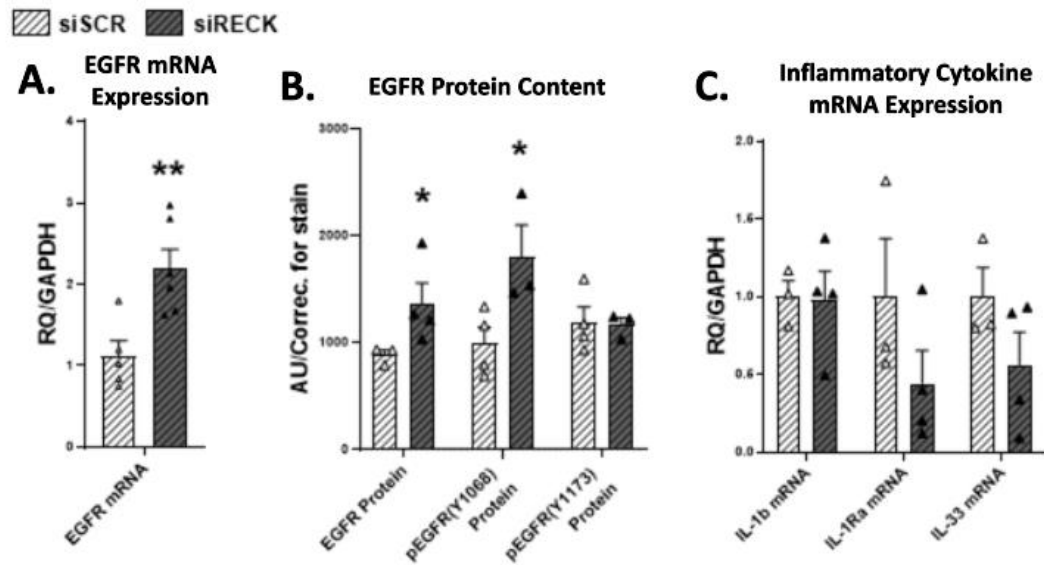 siSCR siRECK
A.
EGFR mRNA
Expression
RQ/GAPDH
4
3
2
1
0
**
EGFR mRNA
B.
EGFR Protein Content
AU/Correc. for stain
3000
2000
1000
0
*
*
EGFR Protein
pEGFR(Y1068)
Protein
pEGFR(Y1173)
Protein
C.
Inflammatory Cytokine
mRNA Expression
RQ/GAPDH
2.0
1.5
1.0
0.5
0.0
IL-1b mRNA
IL-1Ra mRNA
IL-33 mRNA